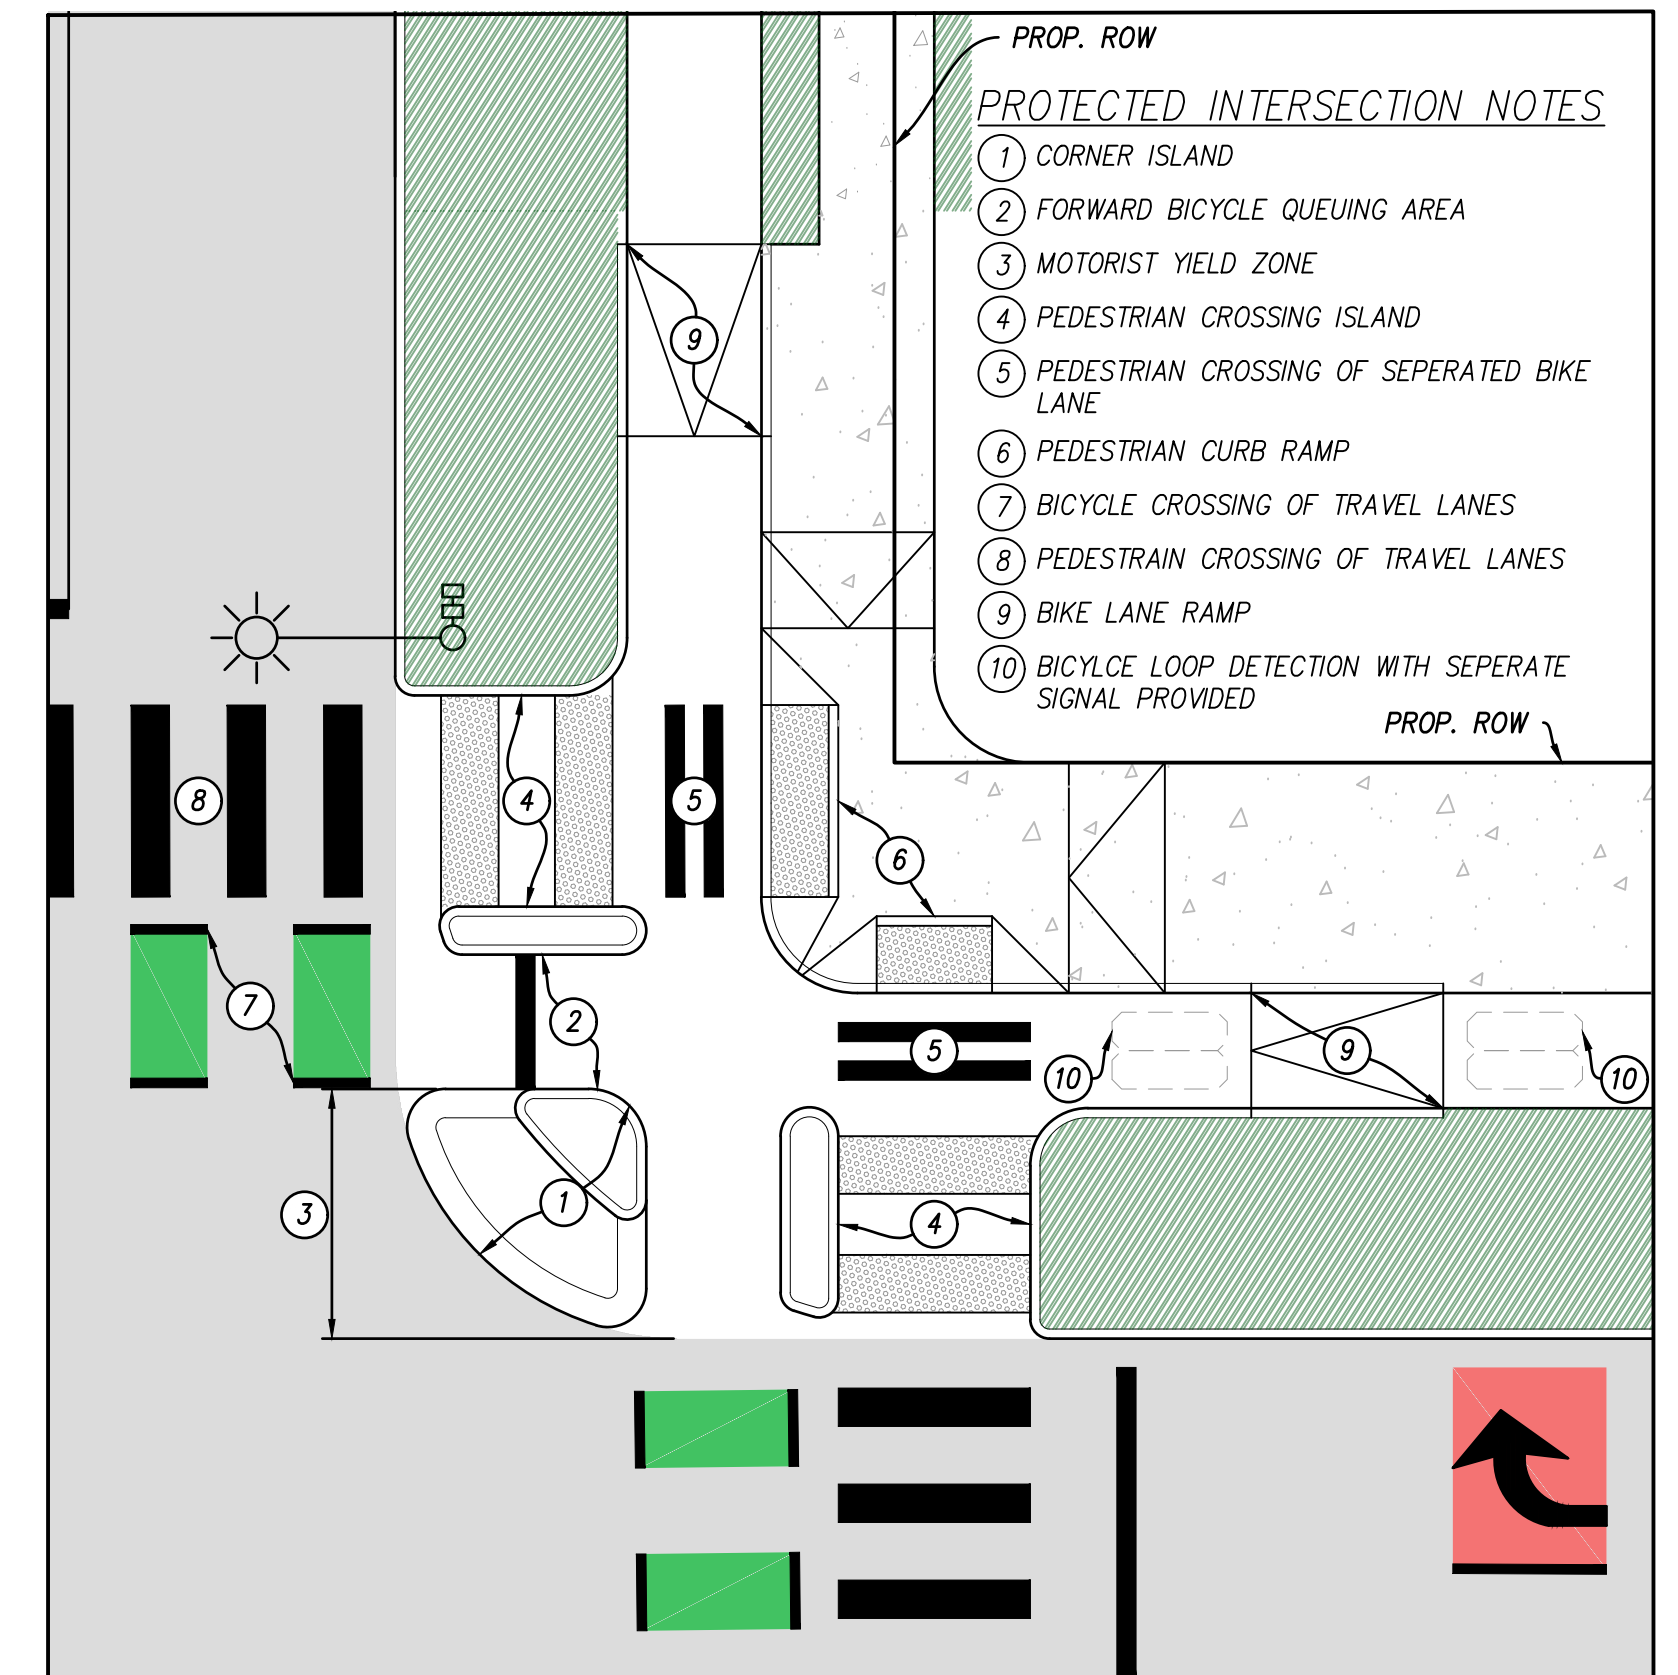 PROP. ROW
PROTECTED INTERSECTION NOTES
1 CORNER ISLAND
2 FORWARD BICYCLE QUEUING AREA
3 MOTORIST YIELD ZONE
4 PEDESTRIAN CROSSING ISLAND
5 PEDESTRIAN CROSSING OF SEPERATED BIKE
LANE
6 PEDESTRIAN CURB RAMP
7 BICYCLE CROSSING OF TRAVEL LANES
8 PEDESTRAIN CROSSING OF TRAVEL LANES
9 BIKE LANE RAMP
10 BICYLCE LOOP DETECTION WITH SEPERATE
SIGNAL PROVIDED
PROP. ROW
9
8
4
5
6
7
2
5
10
9
10
3
1
4